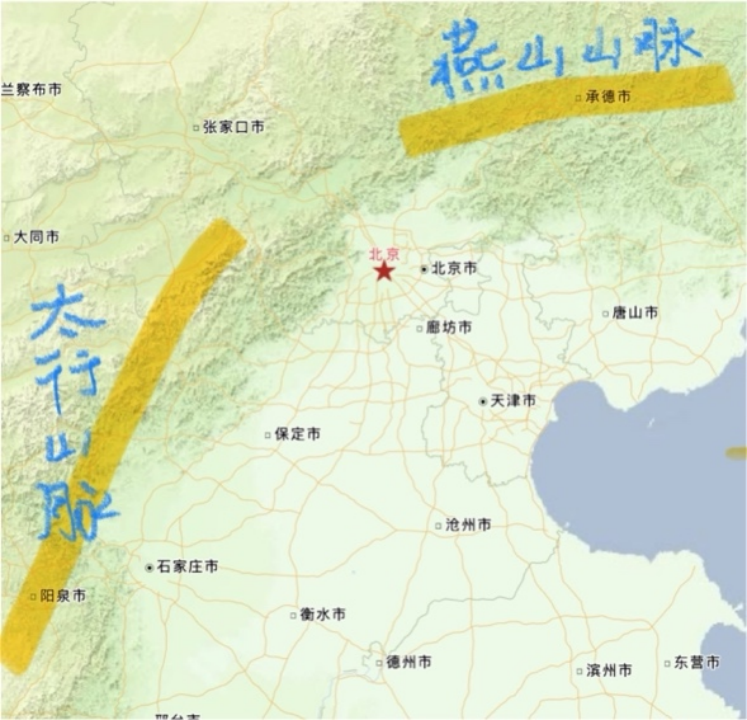 燕山山脉
兰察布市
承德市
张家口市
大同市
北京
北京市
太行山脉
唐山市
廊坊市
天津市
保定市
沧州市
石家庄市
阳泉市
衡水市
德州市
滨州市
东营市
邢台市